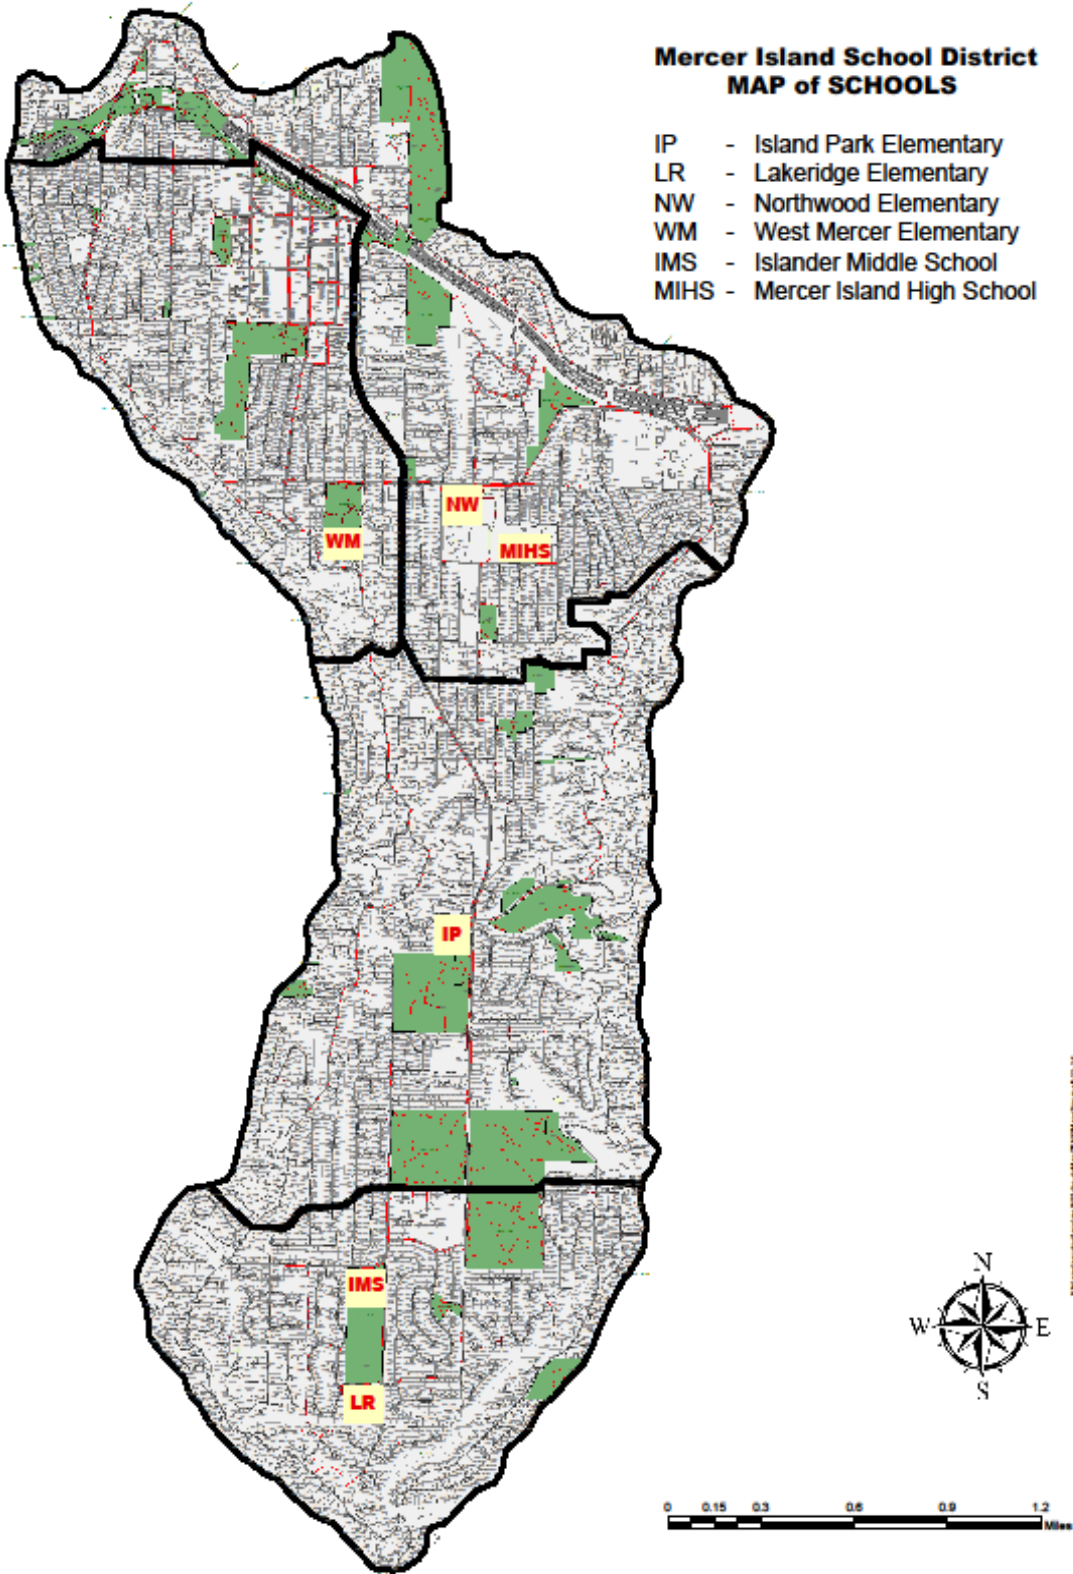 Mercer Island School District
MAP of SCHOOLS
IP - Island Park Elementary
LR - Lakeridge Elementary
NW - Northwood Elementary
WM - West Mercer Elementary
IMS - Islander Middle School
MIHS - Mercer Island High School
NW
WM
MIHS
IP
IMS
LR
N
W E
S
0 0.15 0.3 0.6 0.9 1.2
Miles